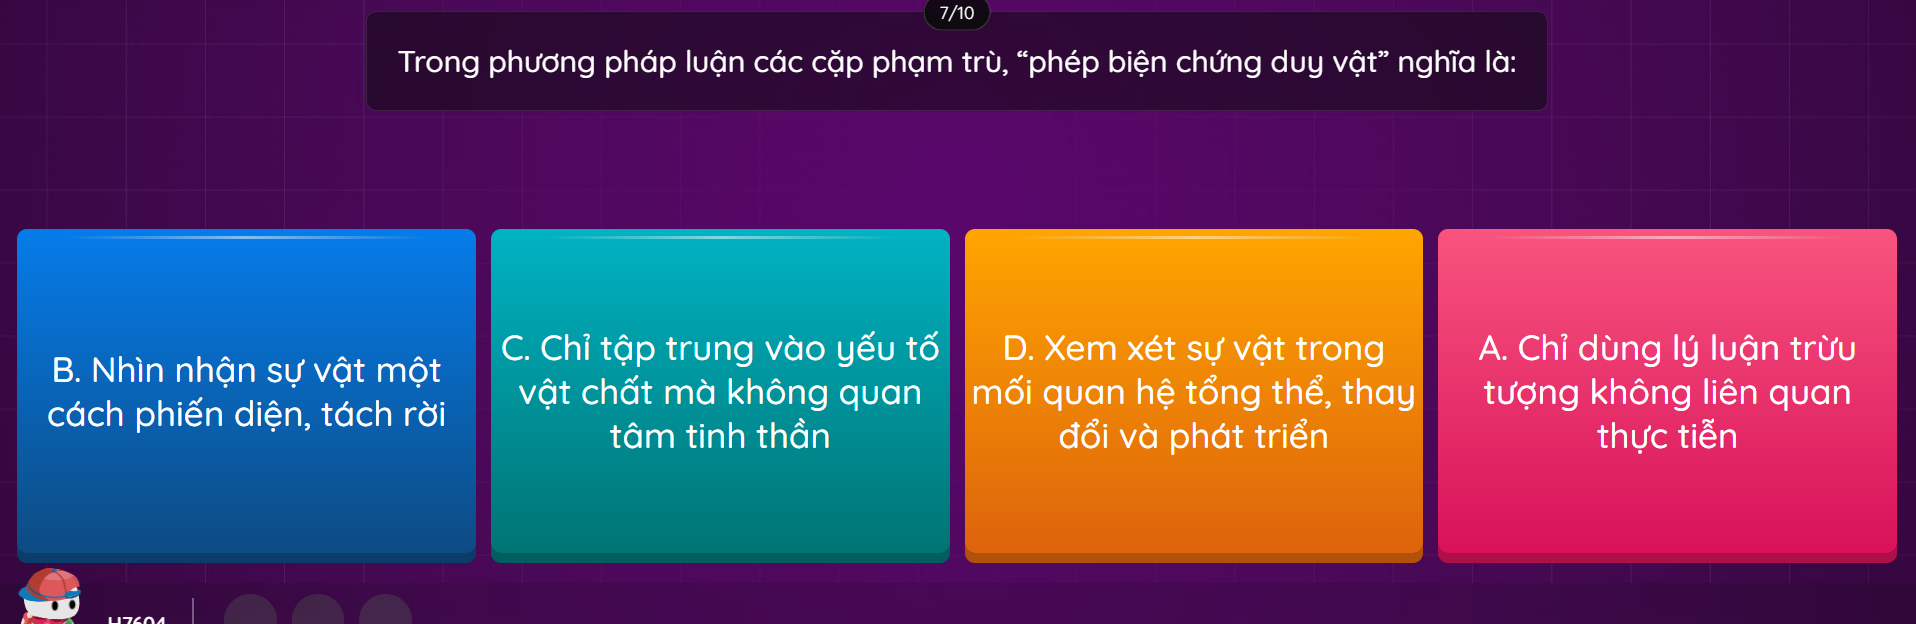 7/10
Trong phương pháp luận các cặp phạm trù, “phép biện chứng duy vật” nghĩa là:
B. Nhìn nhận sự vật một
cách phiến diện, tách rời
C. Chỉ tập trung vào yếu tố
vật chất mà không quan
tâm tinh thần
D. Xem xét sự vật trong
mối quan hệ tổng thể, thay
đổi và phát triển
A. Chỉ dùng lý luận trừu
tượng không liên quan
thực tiễn